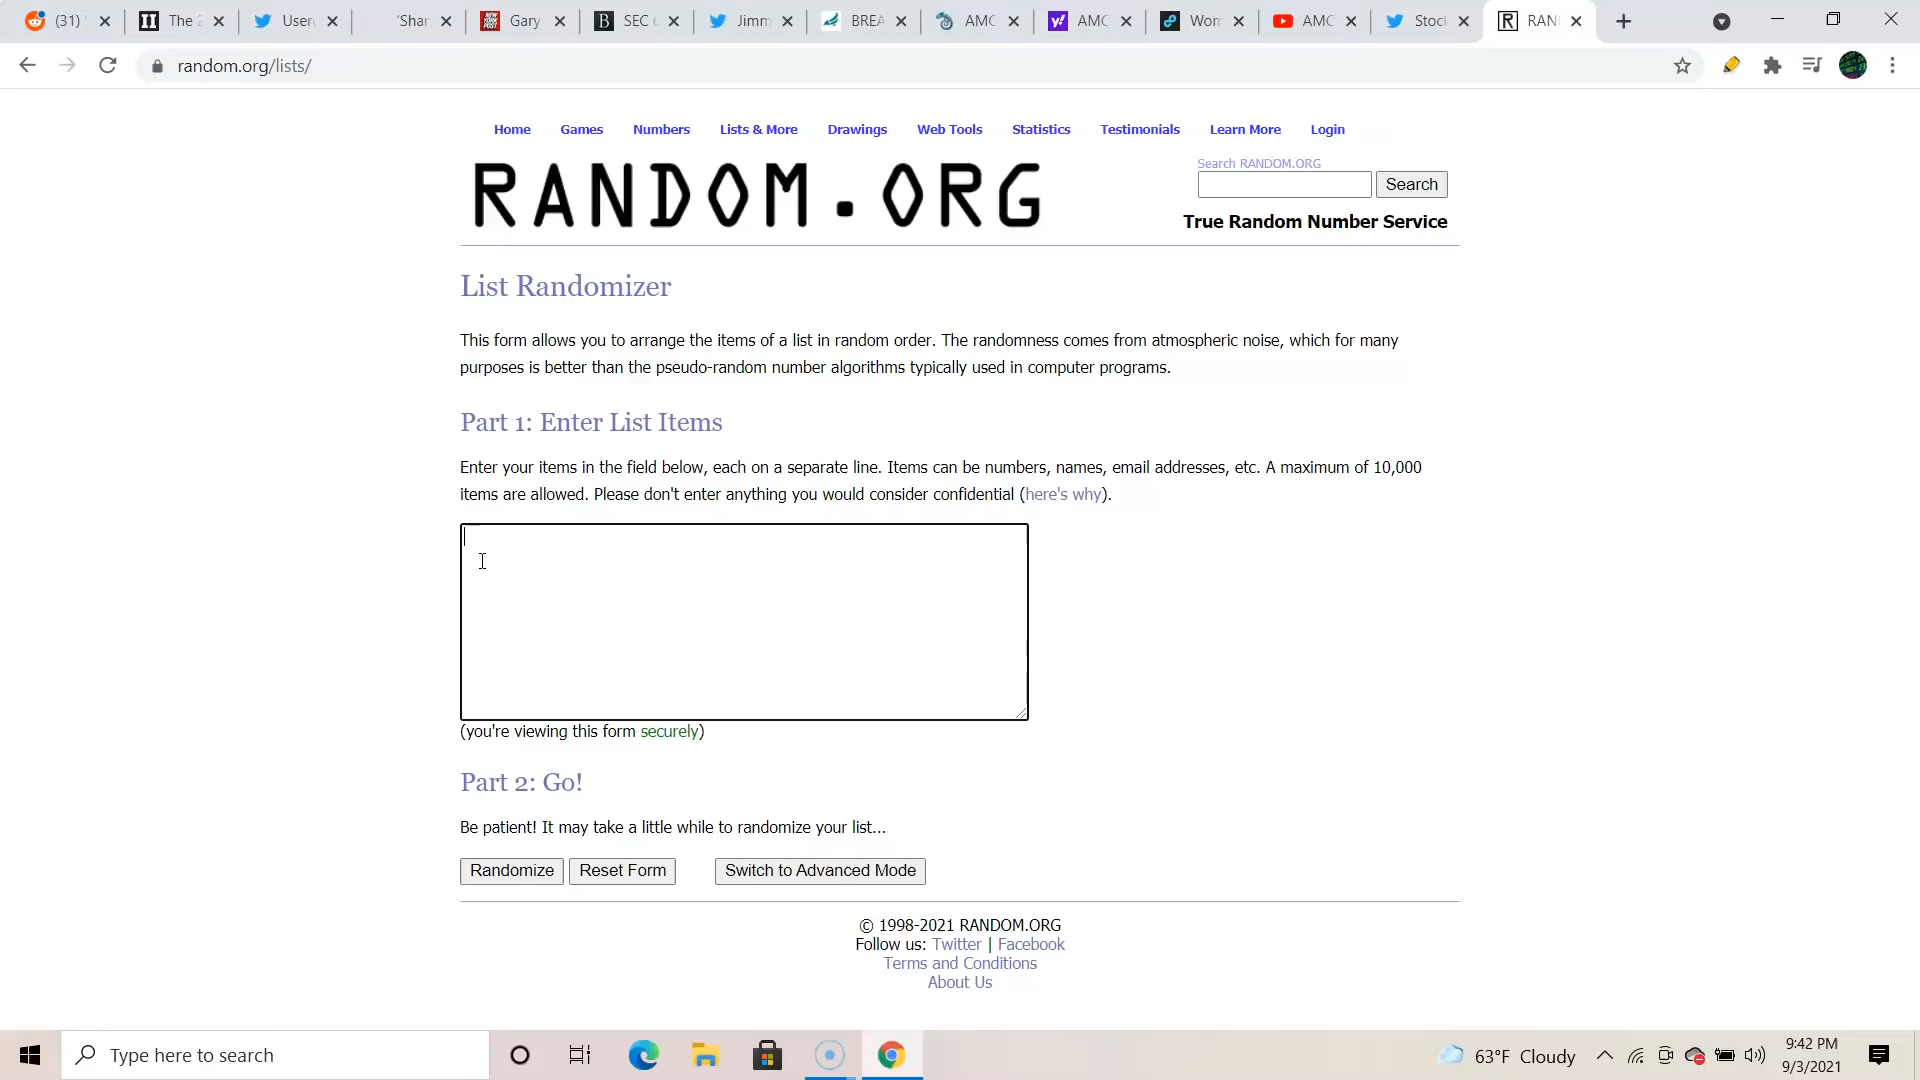 (31)
The 2
User
'Shar
Gary
SEC
Jimm
BREA
AMC
AMC
Wom
AMC
Stock
RAN
random.org/lists/
Home Games Numbers Lists & More Drawings Web Tools Statistics Testimonials Learn More Login
RANDOM.ORG
Search RANDOM.ORG
Search
True Random Number Service
List Randomizer
This form allows you to arrange the items of a list in random order. The randomness comes from atmospheric noise, which for many
purposes is better than the pseudo-random number algorithms typically used in computer programs.
Part 1: Enter List Items
Enter your items in the field below, each on a separate line. Items can be numbers, names, email addresses, etc. A maximum of 10,000
items are allowed. Please don't enter anything you would consider confidential (here's why).
(you're viewing this form securely)
Part 2: Go!
Be patient! It may take a little while to randomize your list...
Randomize Reset Form Switch to Advanced Mode
© 1998-2021 RANDOM.ORG
Follow us: Twitter | Facebook
Terms and Conditions
About Us
Type here to search
63°F Cloudy
9:42 PM
9/3/2021